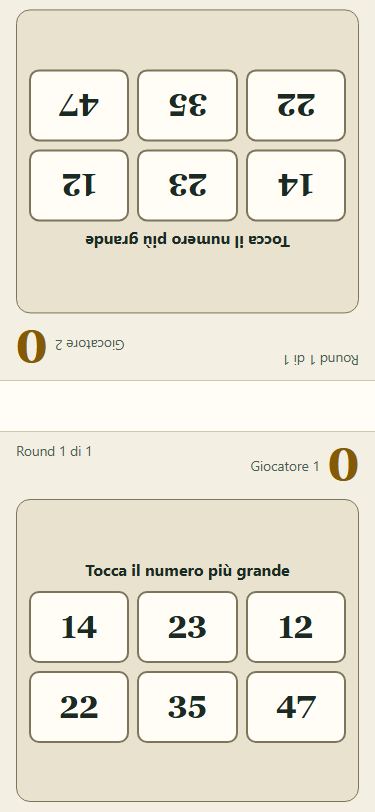 Round 1 di 1
Giocatore 2 0
Tocca il numero più grande
14 23 12
22 35 47
Round 1 di 1
Giocatore 1 0
Tocca il numero più grande
14 23 12
22 35 47